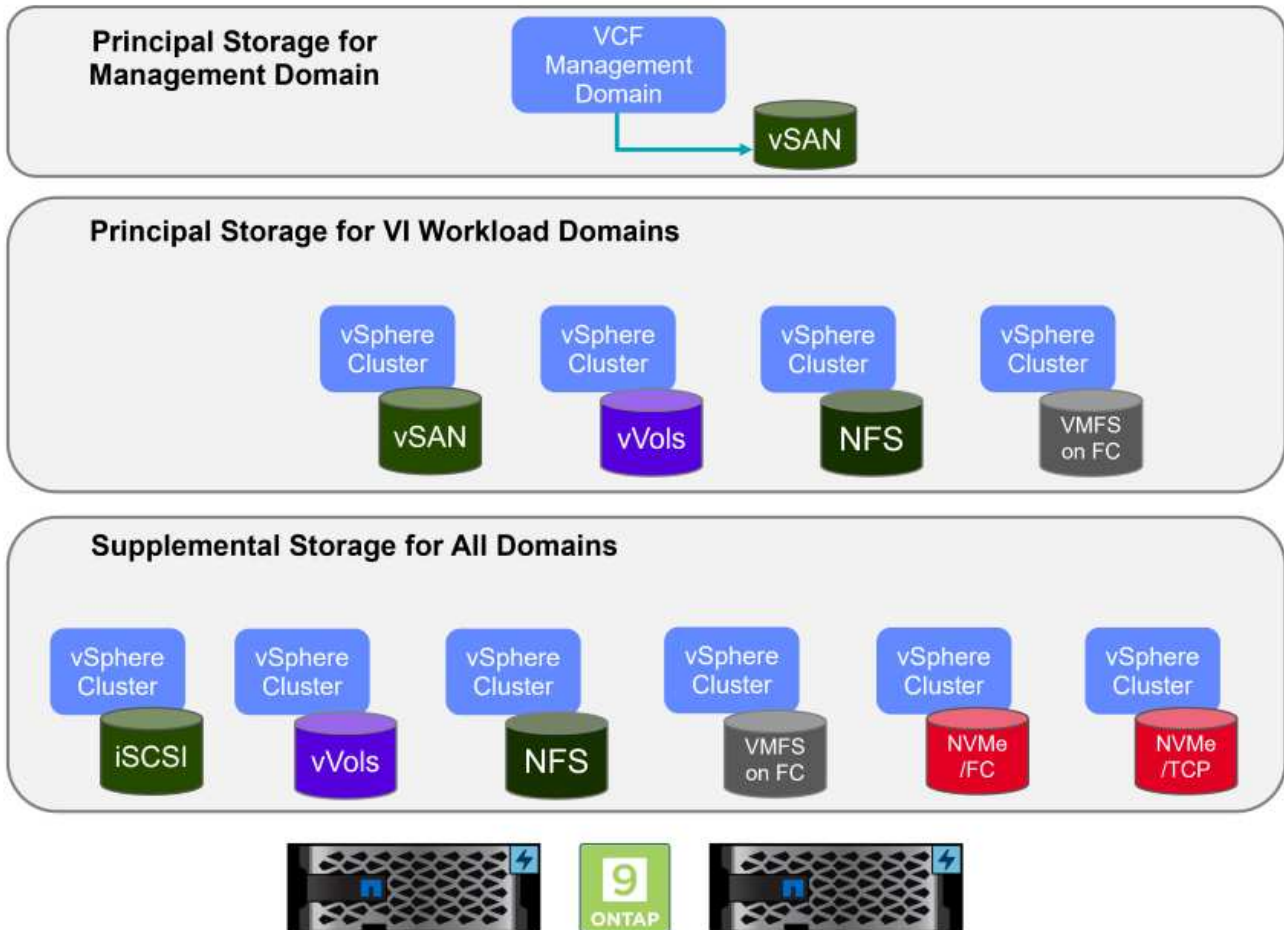 Principal Storage for
Management Domain
VCF
Management
Domain
vSAN
Principal Storage for VI Workload Domains
vSphere
Cluster
vSAN
vSphere
Cluster
vVols
vSphere
Cluster
NFS
vSphere
Cluster
VMFS
on FC
Supplemental Storage for All Domains
vSphere
Cluster
iSCSI
vSphere
Cluster
vVols
vSphere
Cluster
NFS
vSphere
Cluster
VMFS
on FC
vSphere
Cluster
NVMe
/FC
vSphere
Cluster
NVMe
/TCP
9
ONTAP